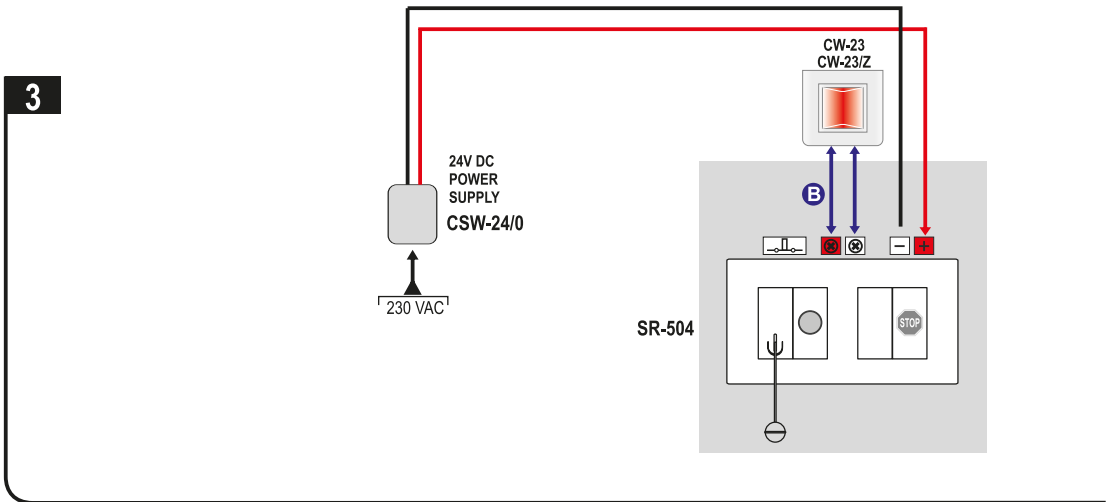 3
CW-23
CW-23/Z
24V DC
POWER
SUPPLY
CSW-24/0
B
230 VAC
− +
SR-504
STOP